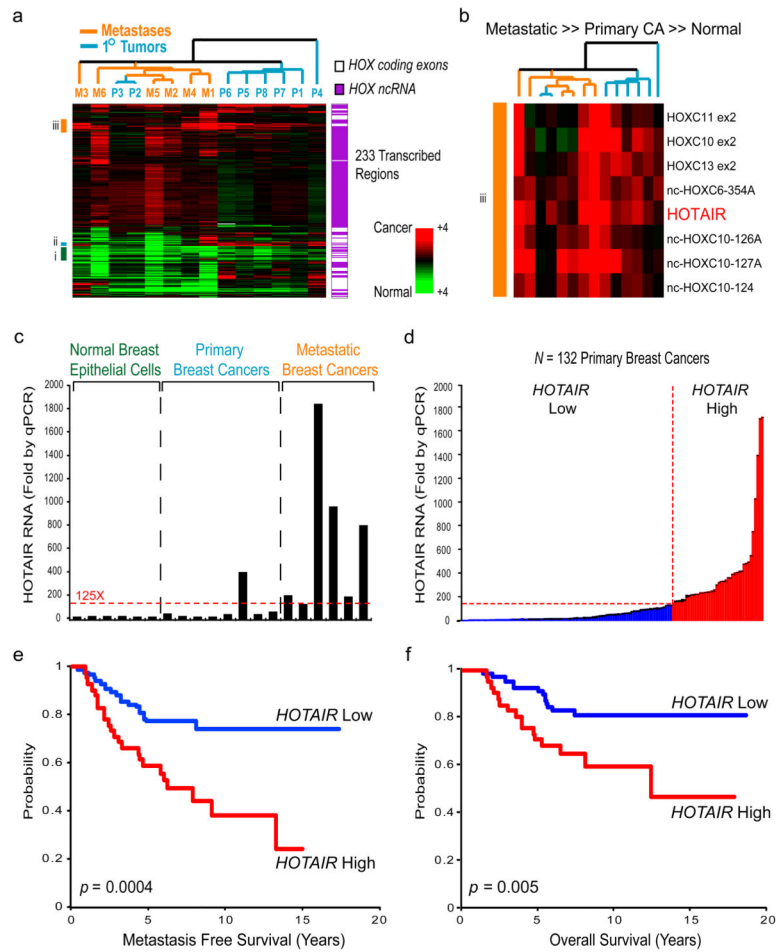 a
Metastases
1° Tumors
M3 M6 P3 P2 M5 M2 M4 M1 P6 P5 P8 P7 P1 P4
HOX coding exons
HOX ncRNA
iii
ii
i
233 Transcribed
Regions
Cancer
+4
Normal
+4
b
Metastatic >> Primary CA >> Normal
iii
HOXC11 ex2
HOXC10 ex2
HOXC13 ex2
nc-HOXC6-354A
HOTAIR
nc-HOXC10-126A
nc-HOXC10-127A
nc-HOXC10-124
c
Normal Breast
Epithelial Cells
Primary
Breast Cancers
Metastatic
Breast Cancers
HOTAIR RNA (Fold by qPCR)
2000
1800
1600
1400
1200
1000
800
600
400
200
0
125X
d
N = 132 Primary Breast Cancers
HOTAIR
Low
HOTAIR
High
HOTAIR RNA (Fold by qPCR)
2000
1800
1600
1400
1200
1000
800
600
400
200
0
e
Probability
1
0.8
0.6
0.4
0.2
0
HOTAIR Low
HOTAIR High
p = 0.0004
0 5 10 15 20
Metastasis Free Survival (Years)
f
Probability
1
0.8
0.6
0.4
0.2
0
HOTAIR Low
HOTAIR High
p = 0.005
0 5 10 15 20
Overall Survival (Years)